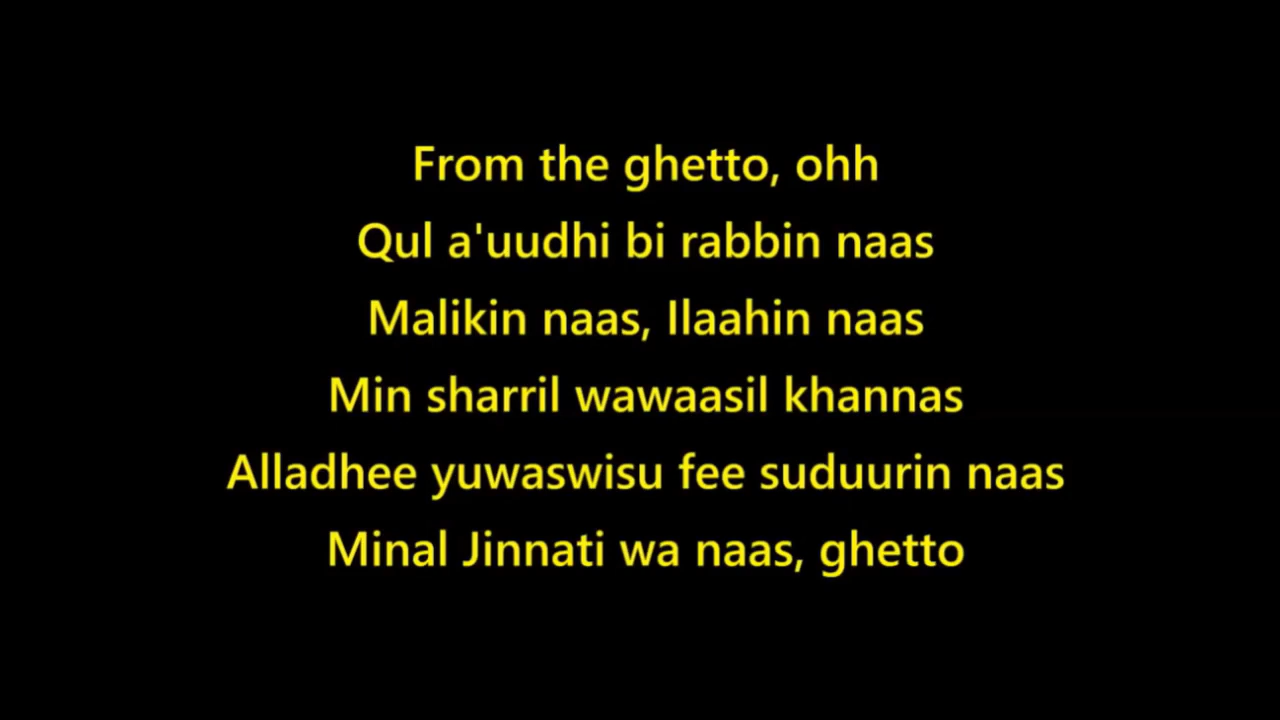 From the ghetto, ohh
Qul a'uudhi bi rabbin naas
Malikin naas, Ilaahin naas
Min sharril wawaasil khannas
Alladhee yuwaswisu fee suduurin naas
Minal Jinnati wa naas, ghetto